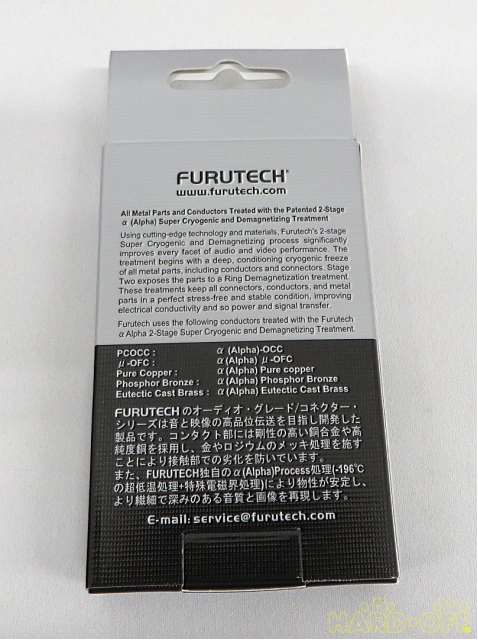 FURUTECH®
www.furutech.com
All Metal Parts and Conductors Treated with the Patented 2-Stage
α (Alpha) Super Cryogenic and Demagnetizing Treatment
Using cutting-edge technology and materials, Furutech's 2-stage
Super Cryogenic and Demagnetizing process significantly
improves every facet of audio and video performance. The
treatment begins with a deep, conditioning cryogenic freeze
of all metal parts, including conductors and connectors. Stage
Two exposes the parts to a Ring Demagnetization treatment.
These treatments keep all connectors, conductors, and metal
parts in a perfect stress-free and stable condition, improving
electrical conductivity and so power and signal transfer.
Furutech uses the following conductors treated with the Furutech
α (Alpha) 2-Stage Super Cryogenic and Demagnetizing Treatment.
PCOCC : α (Alpha)-OCC
μ-OFC : α (Alpha) μ-OFC
Pure Copper : α (Alpha) Pure copper
Phosphor Bronze : α (Alpha) Phosphor Bronze
Eutectic Cast Brass : α (Alpha) Eutectic Cast Brass
FURUTECH のオーディオ・グレード/コネクター・
シリーズは音と映像の高品位伝送を目指し開発した
製品です。コンタクト部には剛性の高い銅合金や高
純度銅を採用し、金やロジウムのメッキ処理を施す
ことにより接触部での劣化を防いでいます。
また、FURUTECH独自のα(Alpha)Process処理(-196℃
の超低温処理+特殊電磁界処理)により物性が安定し、
より繊細で深みのある音質と画像を再現します。
E-mail: service@furutech.com
HARD-OFF